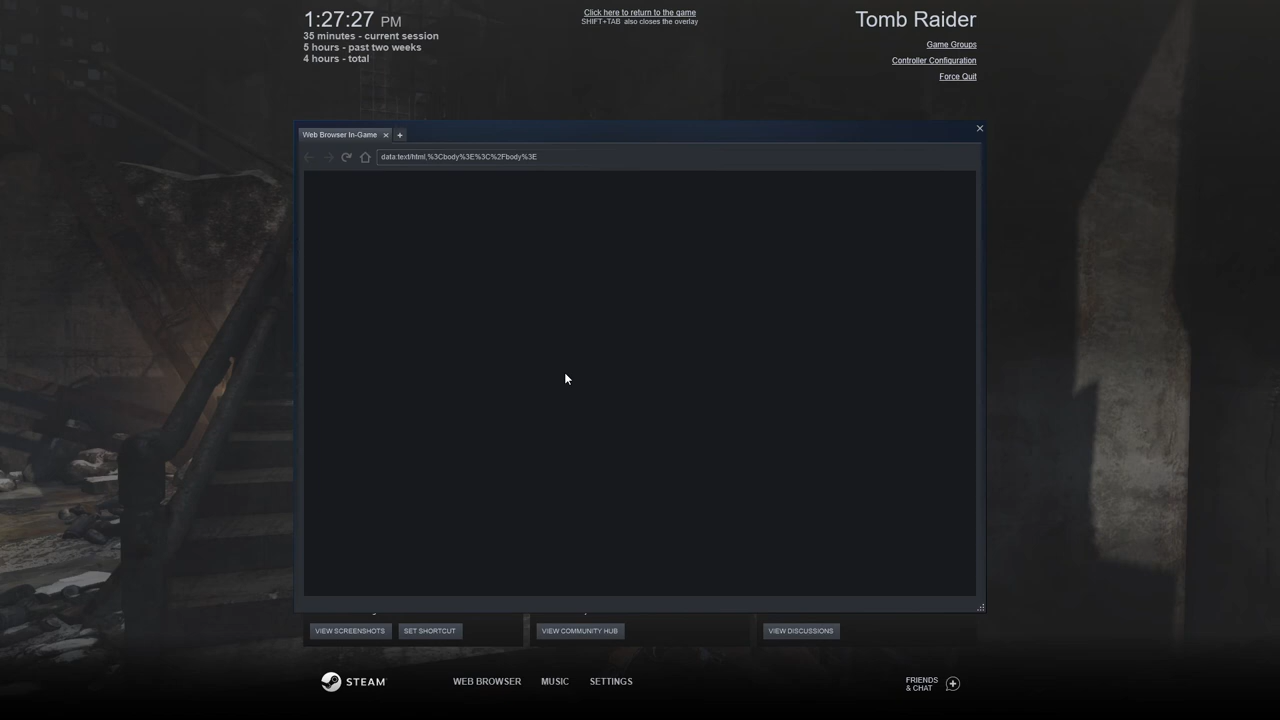 1:27:27 PM
35 minutes - current session
5 hours - past two weeks
4 hours - total
Click here to return to the game
SHIFT+TAB also closes the overlay
Tomb Raider
Game Groups
Controller Configuration
Force Quit
Web Browser In-Game
data:text/html,%3Cbody%3E%3C%2Fbody%3E
VIEW SCREENSHOTS
SET SHORTCUT
VIEW COMMUNITY HUB
VIEW DISCUSSIONS
STEAM
WEB BROWSER
MUSIC
SETTINGS
FRIENDS
& CHAT